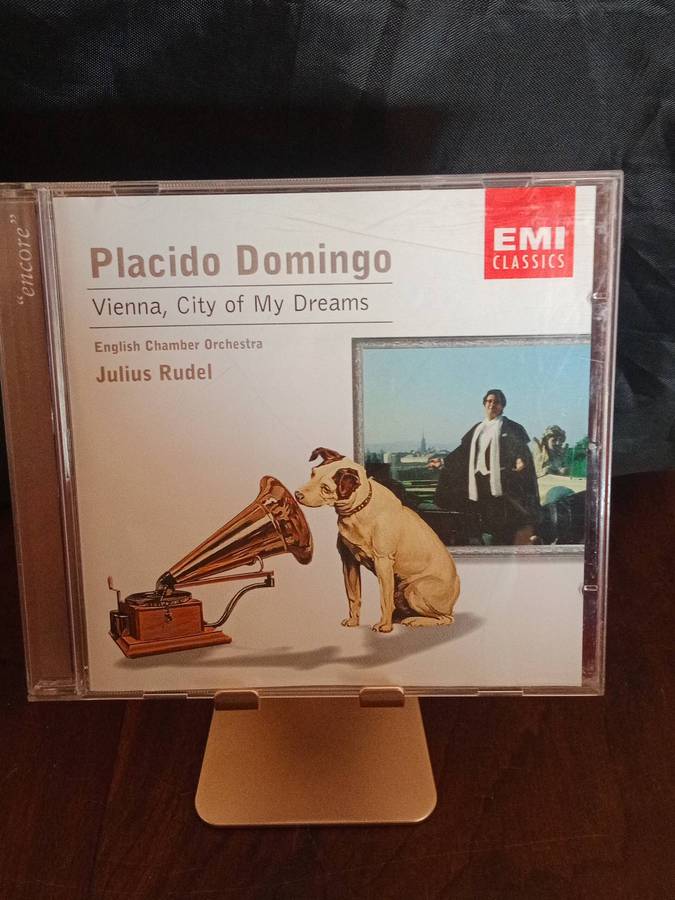 "encore"
Placido Domingo
Vienna, City of My Dreams
English Chamber Orchestra
Julius Rudel
EMI
CLASSICS